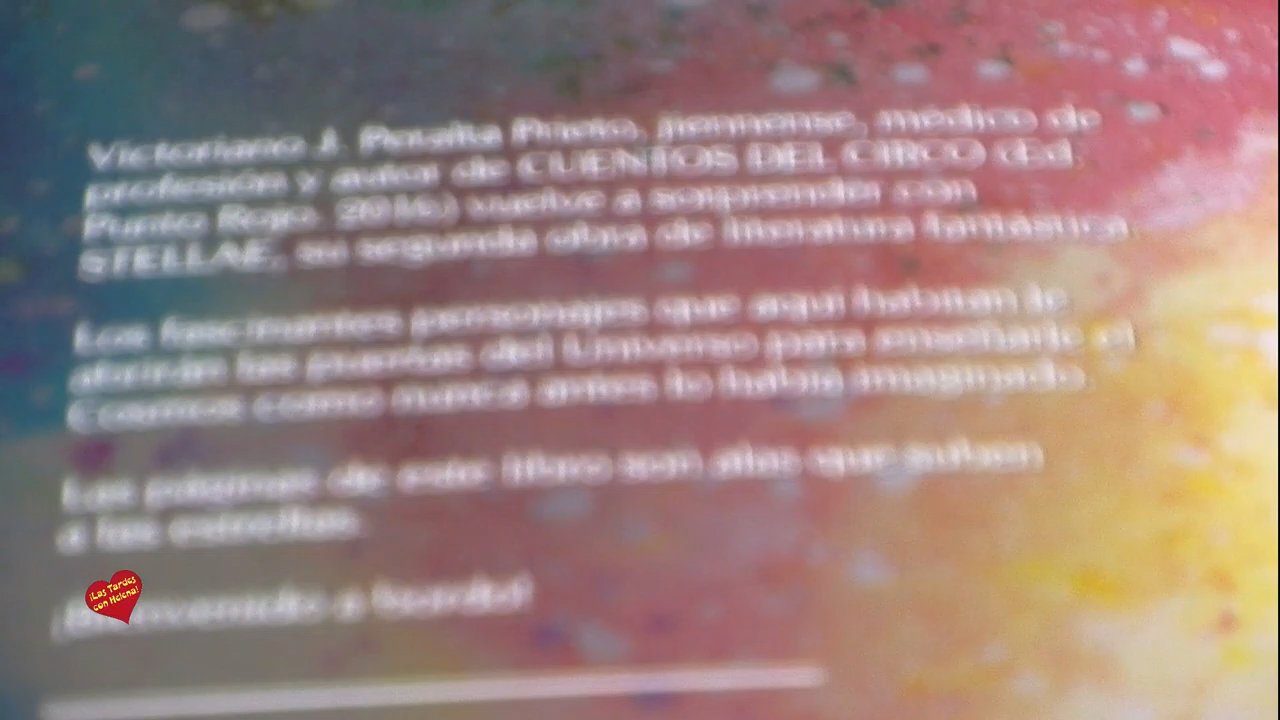 Victoriano J. Peralta Prieto, jiennense, médico de
profesión y autor de CUENTOS DEL CIRCO (Ed.
Punto Rojo. 2016) vuelve a sorprender con
STELLAE, su segunda obra de literatura fantástica.
Los fascinantes personajes que aquí habitan te
abrirán las puertas del Universo para enseñarte el
Cosmos como nunca antes lo había imaginado.
Las páginas de este libro son alas que suben
a las estrellas.
¡Bienvenido a bordo!
¡Las Tardes
con Helena!